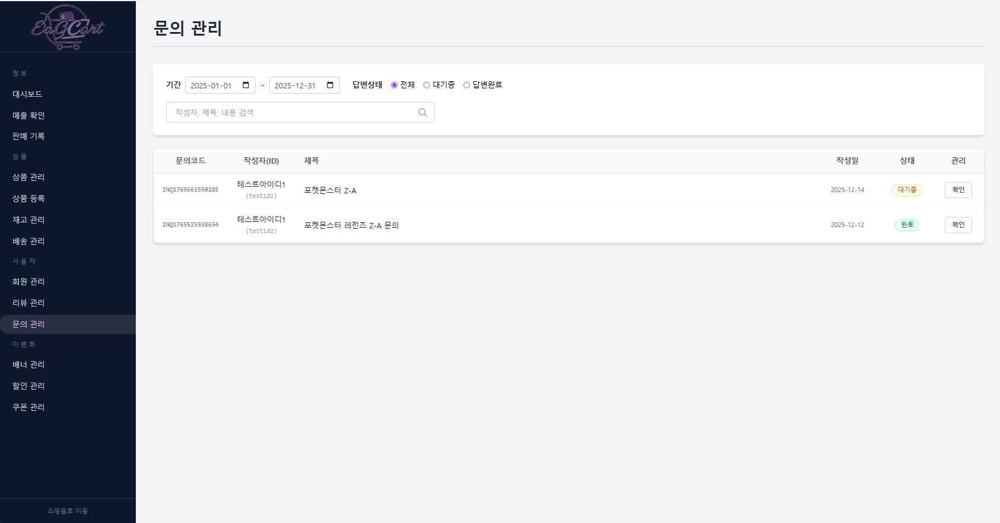 EaGCart
정보
대시보드
매출 확인
판매 기록
상품
상품 관리
상품 등록
재고 관리
배송 관리
사용자
회원 관리
리뷰 관리
문의 관리
이벤트
배너 관리
할인 관리
쿠폰 관리
쇼핑몰로 이동
문의 관리
기간 2025-01-01 ~ 2025-12-31 답변상태 전체 대기중 답변완료
작성자, 제목, 내용 검색
문의코드 작성자(ID) 제목 작성일 상태 관리
INQ1765661550285 테스트아이디1 (testid2) 포켓몬스터 Z-A 2025-12-14 대기중 확인
INQ1765525938654 테스트아이디1 (testid2) 포켓몬스터 레전즈 Z-A 문의 2025-12-12 완료 확인